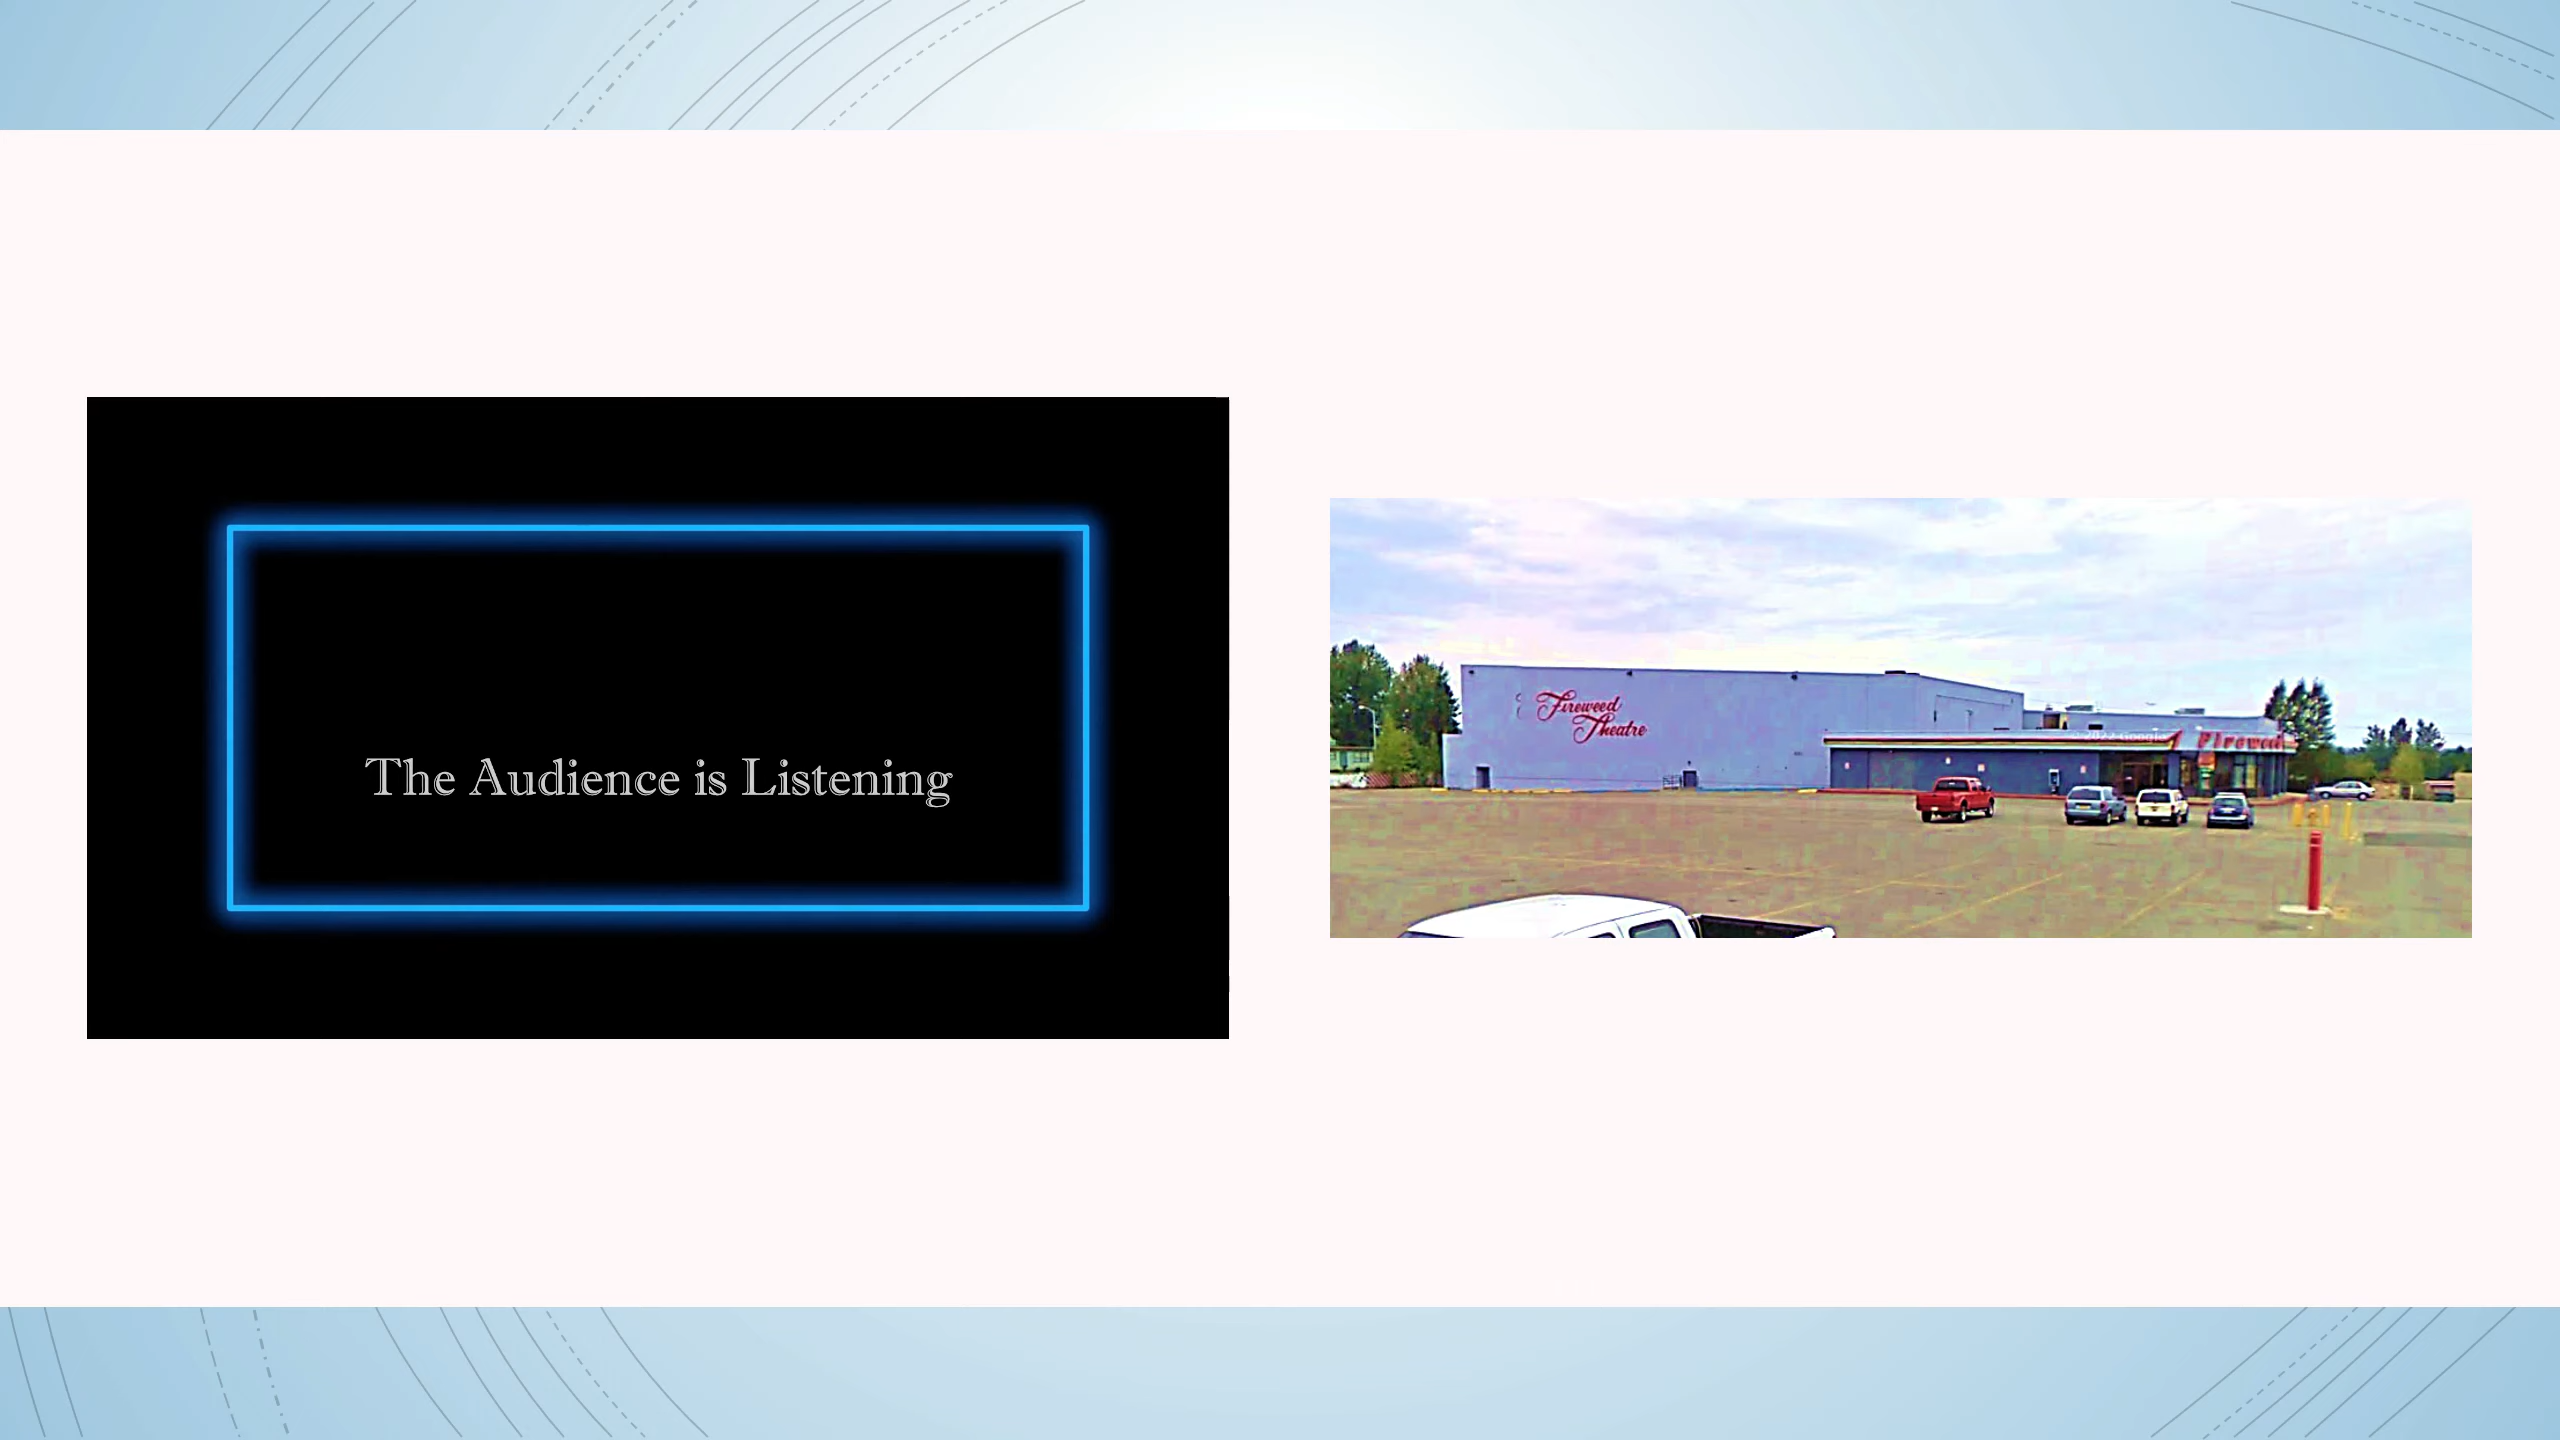 The Audience is Listening
Fireweed
Theatre
Fireweed